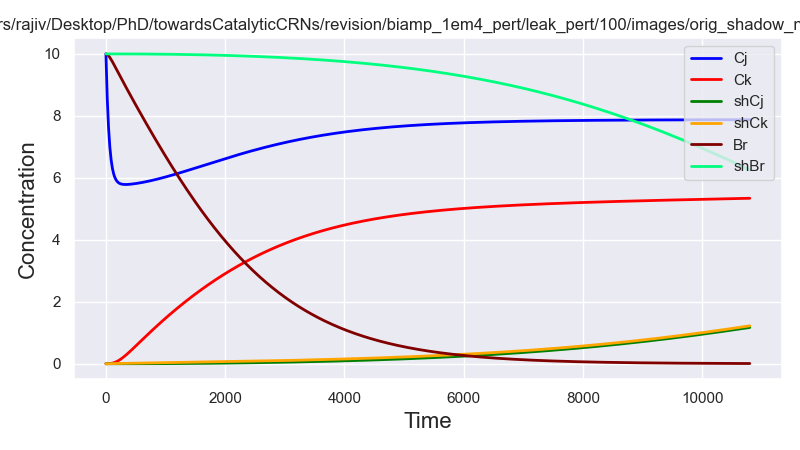 rs/rajiv/Desktop/PhD/towardsCatalyticCRNs/revision/biamp_1em4_pert/leak_pert/100/images/orig_shadow_n
10
8
6
4
2
0
Concentration
0 2000 4000 6000 8000 10000
Time
Cj
Ck
shCj
shCk
Br
shBr